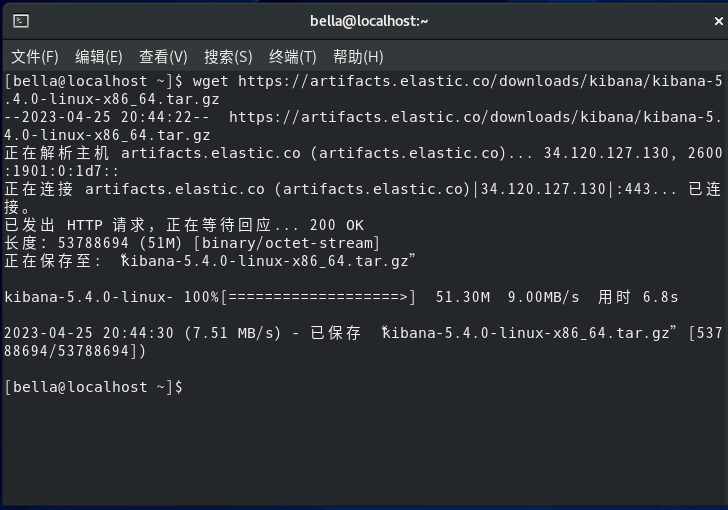 bella@localhost:~
文件(F) 编辑(E) 查看(V) 搜索(S) 终端(T) 帮助(H)
[bella@localhost ~]$ wget https://artifacts.elastic.co/downloads/kibana/kibana-5
.4.0-linux-x86_64.tar.gz
--2023-04-25 20:44:22--  https://artifacts.elastic.co/downloads/kibana/kibana-5.
4.0-linux-x86_64.tar.gz
正在解析主机 artifacts.elastic.co (artifacts.elastic.co)... 34.120.127.130, 2600
:1901:0:1d7::
正在连接 artifacts.elastic.co (artifacts.elastic.co)|34.120.127.130|:443... 已连
接。
已发出 HTTP 请求，正在等待回应... 200 OK
长度：53788694 (51M) [binary/octet-stream]
正在保存至: “kibana-5.4.0-linux-x86_64.tar.gz”
kibana-5.4.0-linux- 100%[===================>]  51.30M  9.00MB/s  用时 6.8s
2023-04-25 20:44:30 (7.51 MB/s) - 已保存 “kibana-5.4.0-linux-x86_64.tar.gz” [537
88694/53788694])
[bella@localhost ~]$